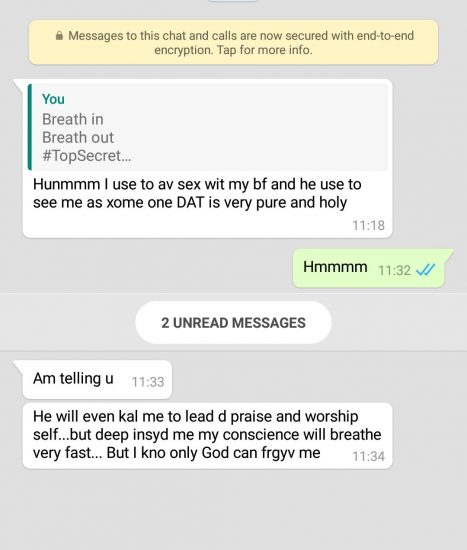 Messages to this chat and calls are now secured with end-to-end
encryption. Tap for more info.
You
Breath in
Breath out
#TopSecret...
Hunmmm I use to av sex wit my bf and he use to
see me as xome one DAT is very pure and holy
11:18
Hmmmm 11:32
2 UNREAD MESSAGES
Am telling u 11:33
He will even kal me to lead d praise and worship
self...but deep insyd me my conscience will breathe
very fast... But I kno only God can frgyv me 11:34